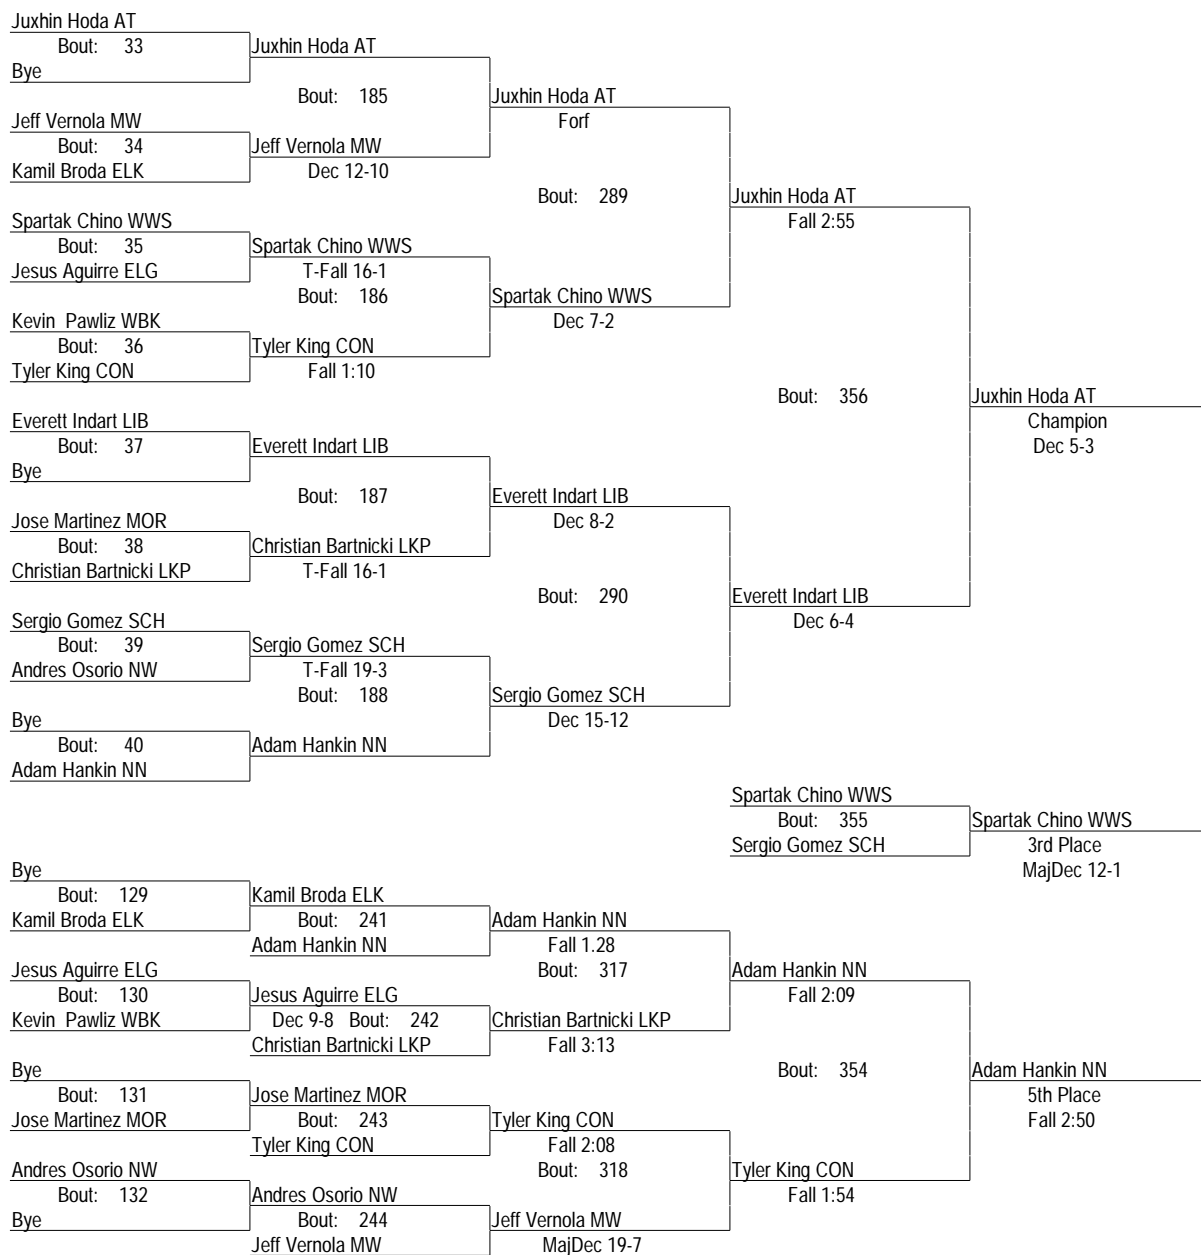 Juxhin Hoda AT
Bout: 33
Juxhin Hoda AT
Bye
Bout: 185
Juxhin Hoda AT
Jeff Vernola MW
Forf
Bout: 34
Jeff Vernola MW
Kamil Broda ELK
Dec 12-10
Bout: 289
Juxhin Hoda AT
Spartak Chino WWS
Fall 2:55
Bout: 35
Spartak Chino WWS
Jesus Aguirre ELG
T-Fall 16-1
Bout: 186
Spartak Chino WWS
Kevin Pawliz WBK
Dec 7-2
Bout: 36
Tyler King CON
Tyler King CON
Fall 1:10
Bout: 356
Juxhin Hoda AT
Everett Indart LIB
Champion
Bout: 37
Everett Indart LIB
Dec 5-3
Bye
Bout: 187
Everett Indart LIB
Jose Martinez MOR
Dec 8-2
Bout: 38
Christian Bartnicki LKP
Christian Bartnicki LKP
T-Fall 16-1
Bout: 290
Everett Indart LIB
Sergio Gomez SCH
Dec 6-4
Bout: 39
Sergio Gomez SCH
Andres Osorio NW
T-Fall 19-3
Bout: 188
Sergio Gomez SCH
Bye
Dec 15-12
Bout: 40
Adam Hankin NN
Adam Hankin NN
Spartak Chino WWS
Bout: 355
Spartak Chino WWS
Sergio Gomez SCH
3rd Place
Bye
MajDec 12-1
Bout: 129
Kamil Broda ELK
Kamil Broda ELK
Bout: 241
Adam Hankin NN
Adam Hankin NN
Fall 1.28
Jesus Aguirre ELG
Bout: 317
Adam Hankin NN
Bout: 130
Jesus Aguirre ELG
Fall 2:09
Kevin Pawliz WBK
Dec 9-8 Bout: 242
Christian Bartnicki LKP
Christian Bartnicki LKP
Fall 3:13
Bye
Bout: 354
Adam Hankin NN
Bout: 131
Jose Martinez MOR
5th Place
Jose Martinez MOR
Bout: 243
Tyler King CON
Fall 2:50
Tyler King CON
Fall 2:08
Andres Osorio NW
Bout: 318
Tyler King CON
Bout: 132
Andres Osorio NW
Fall 1:54
Bye
Bout: 244
Jeff Vernola MW
Jeff Vernola MW
MajDec 19-7